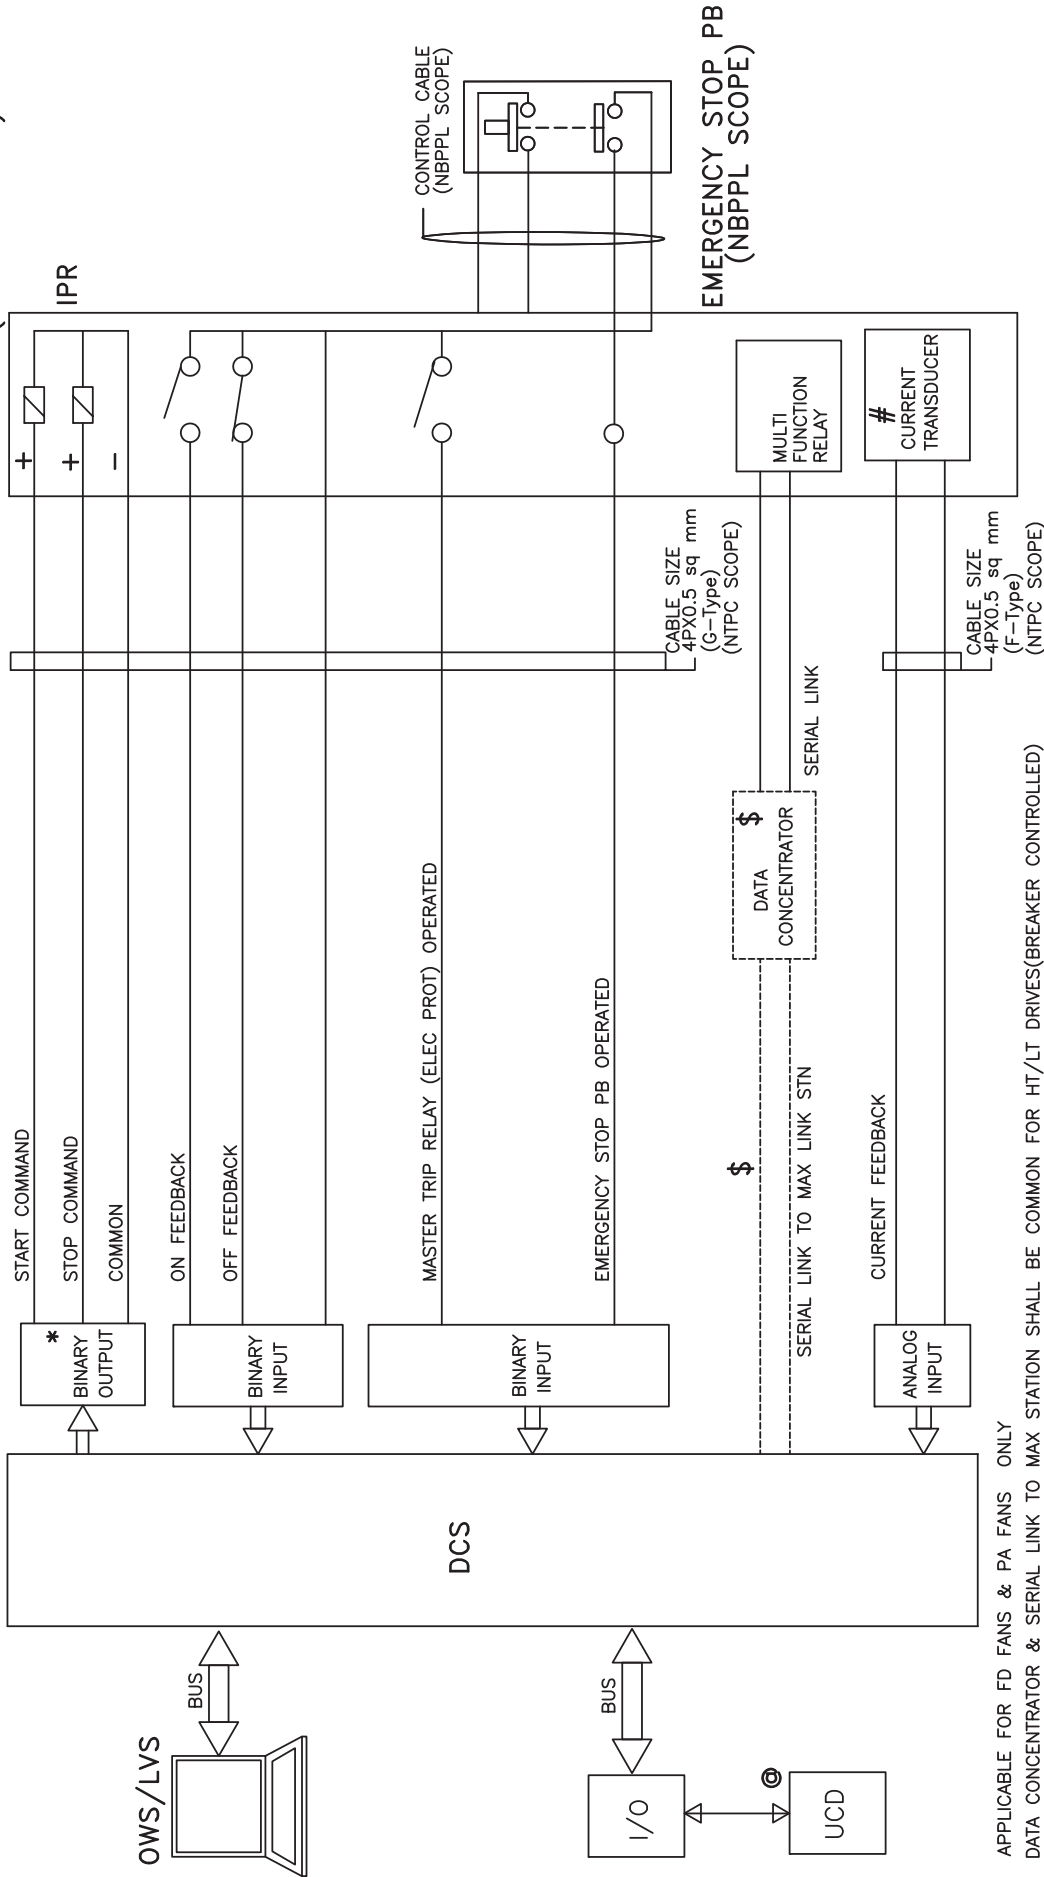 IPR
CONTROL CABLE
(NBPPL SCOPE)
EMERGENCY STOP PB
(NBPPL SCOPE)
+
+
−
MULTI
FUNCTION
RELAY
#
CURRENT
TRANSDUCER
CABLE SIZE
4PX0.5 sq mm
(G-Type)
(NTPC SCOPE)
CABLE SIZE
4PX0.5 sq mm
(F-Type)
(NTPC SCOPE)
SERIAL LINK
$
DATA
CONCENTRATOR
START COMMAND
STOP COMMAND
COMMON
ON FEEDBACK
OFF FEEDBACK
MASTER TRIP RELAY (ELEC PROT) OPERATED
EMERGENCY STOP PB OPERATED
$
SERIAL LINK TO MAX LINK STN
CURRENT FEEDBACK
*
BINARY
OUTPUT
BINARY
INPUT
BINARY
INPUT
ANALOG
INPUT
DCS
BUS
BUS
OWS/LVS
I/O
@
UCD
APPLICABLE FOR FD FANS & PA FANS ONLY
DATA CONCENTRATOR & SERIAL LINK TO MAX STATION SHALL BE COMMON FOR HT/LT DRIVES(BREAKER CONTROLLED)